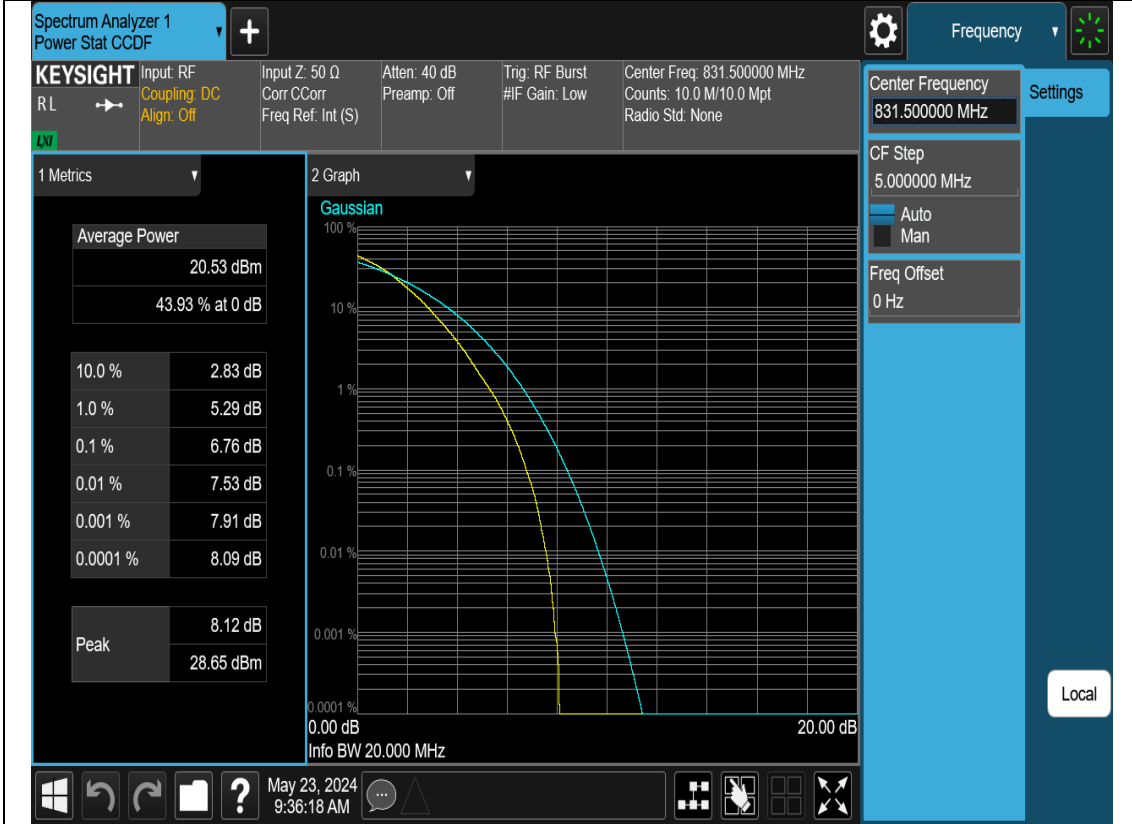 Spectrum Analyzer 1
Power Stat CCDF
Frequency
KEYSIGHT
RL
LXI
Input: RF
Coupling: DC
Align: Off
Input Z: 50 Ω
Corr CCorr
Freq Ref: Int (S)
Atten: 40 dB
Preamp: Off
Trig: RF Burst
#IF Gain: Low
Center Freq: 831.500000 MHz
Counts: 10.0 M/10.0 Mpt
Radio Std: None
Center Frequency
831.500000 MHz
Settings
CF Step
5.000000 MHz
Auto
Man
Freq Offset
0 Hz
1 Metrics
Average Power
20.53 dBm
43.93 % at 0 dB
10.0 % 2.83 dB
1.0 % 5.29 dB
0.1 % 6.76 dB
0.01 % 7.53 dB
0.001 % 7.91 dB
0.0001 % 8.09 dB
Peak
8.12 dB
28.65 dBm
2 Graph
Gaussian
100 %
10 %
1 %
0.1 %
0.01 %
0.001 %
0.0001 %
0.00 dB 20.00 dB
Info BW 20.000 MHz
Local
May 23, 2024
9:36:18 AM